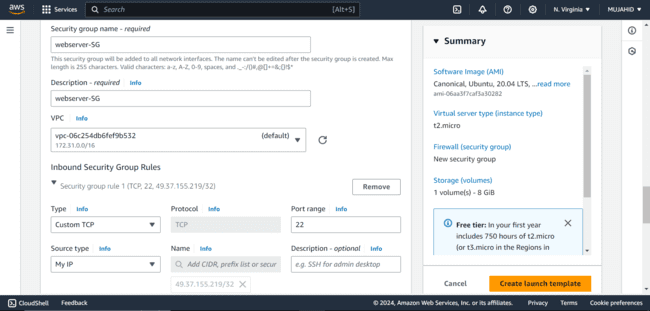 aws
Services
Search
[Alt+S]
N. Virginia
MUJAHID
Security group name - required
webserver-SG
This security group will be added to all network interfaces. The name can't be edited after the security group is created. Max
length is 255 characters. Valid characters: a-z, A-Z, 0-9, spaces, and ._-:/()#,@[]+=&;{}!$*
Description - required Info
webserver-SG
VPC Info
vpc-06c254db6fef9b532 (default)
172.31.0.0/16
Inbound Security Group Rules
Security group rule 1 (TCP, 22, 49.37.155.219/32)
Remove
Type Info
Protocol Info
Port range Info
Custom TCP
TCP
22
Source type Info
Name Info
Description - optional Info
My IP
Add CIDR, prefix list or secur
e.g. SSH for admin desktop
49.37.155.219/32
Summary
Software Image (AMI)
Canonical, Ubuntu, 20.04 LTS, ...read more
ami-06aa3f7caf3a30282
Virtual server type (instance type)
t2.micro
Firewall (security group)
New security group
Storage (volumes)
1 volume(s) - 8 GiB
Free tier: In your first year
includes 750 hours of t2.micro
(or t3.micro in the Regions in
Cancel
Create launch template
CloudShell
Feedback
© 2024, Amazon Web Services, Inc. or its affiliates.
Privacy
Terms
Cookie preferences